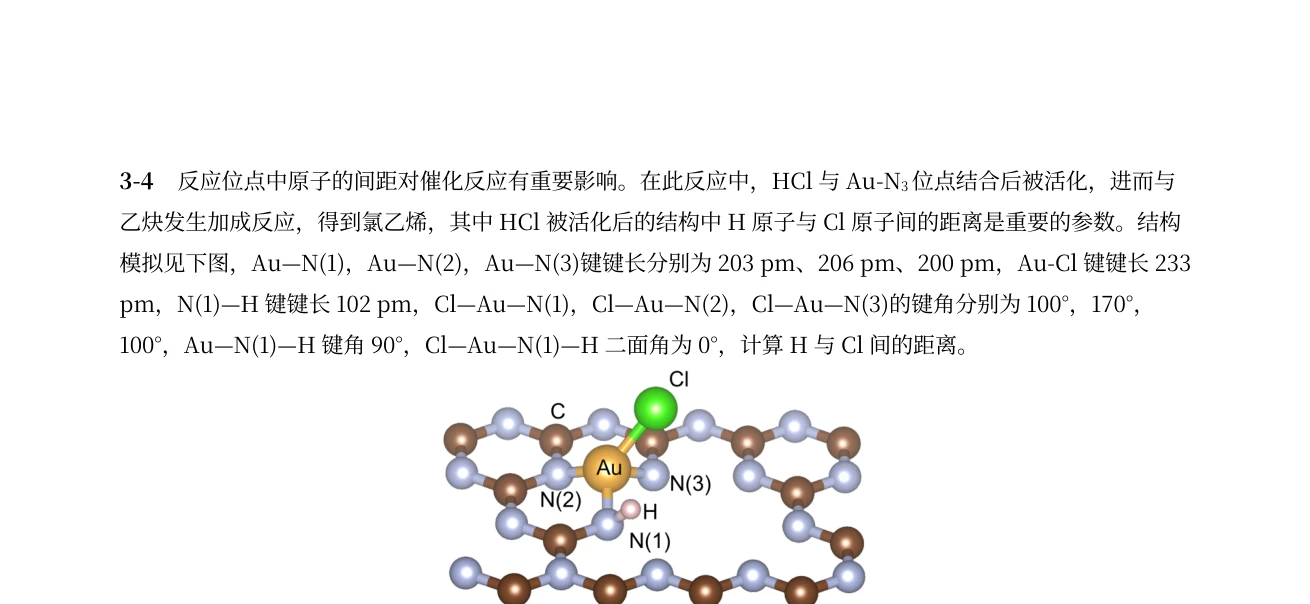 3-4 反应位点中原子的间距对催化反应有重要影响。在此反应中，HCl 与 Au-N₃位点结合后被活化，进而与
乙炔发生加成反应，得到氯乙烯，其中 HCl 被活化后的结构中 H 原子与 Cl 原子间的距离是重要的参数。结构
模拟见下图，Au—N(1)，Au—N(2)，Au—N(3)键键长分别为 203 pm、206 pm、200 pm，Au-Cl 键键长 233
pm，N(1)—H 键键长 102 pm，Cl—Au—N(1)，Cl—Au—N(2)，Cl—Au—N(3)的键角分别为 100°，170°，
100°，Au—N(1)—H 键角 90°，Cl—Au—N(1)—H 二面角为 0°，计算 H 与 Cl 间的距离。
Cl
C
Au
N(2)
N(3)
H
N(1)